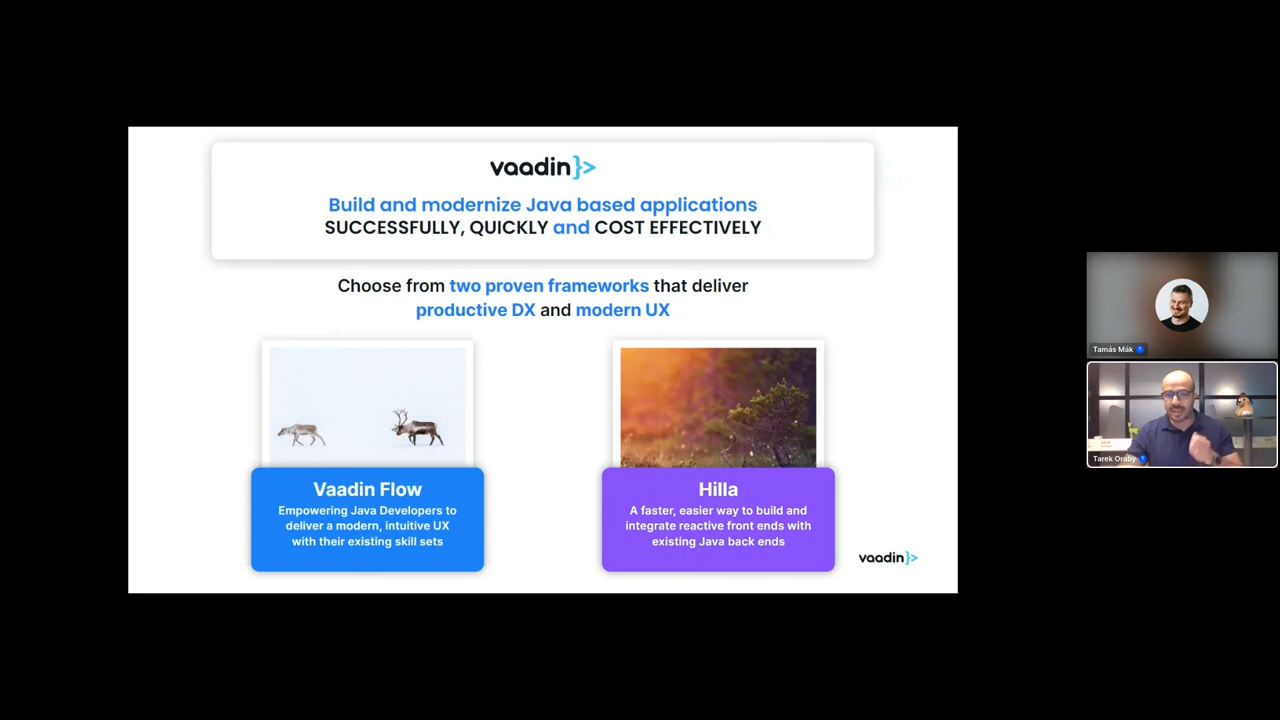 vaadin}>
Build and modernize Java based applications
SUCCESSFULLY, QUICKLY and COST EFFECTIVELY
Choose from two proven frameworks that deliver
productive DX and modern UX
Vaadin Flow
Empowering Java Developers to
deliver a modern, intuitive UX
with their existing skill sets
Hilla
A faster, easier way to build and
integrate reactive front ends with
existing Java back ends
vaadin}>
Tamás Mák
Tarek Oraby